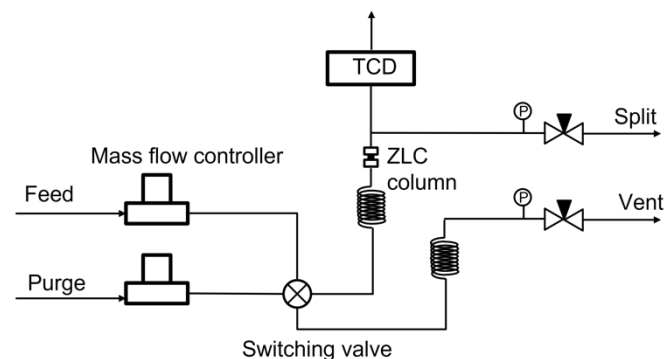 TCD
P
Split
Mass flow controller
ZLC
column
Feed
P
Vent
Purge
Switching valve